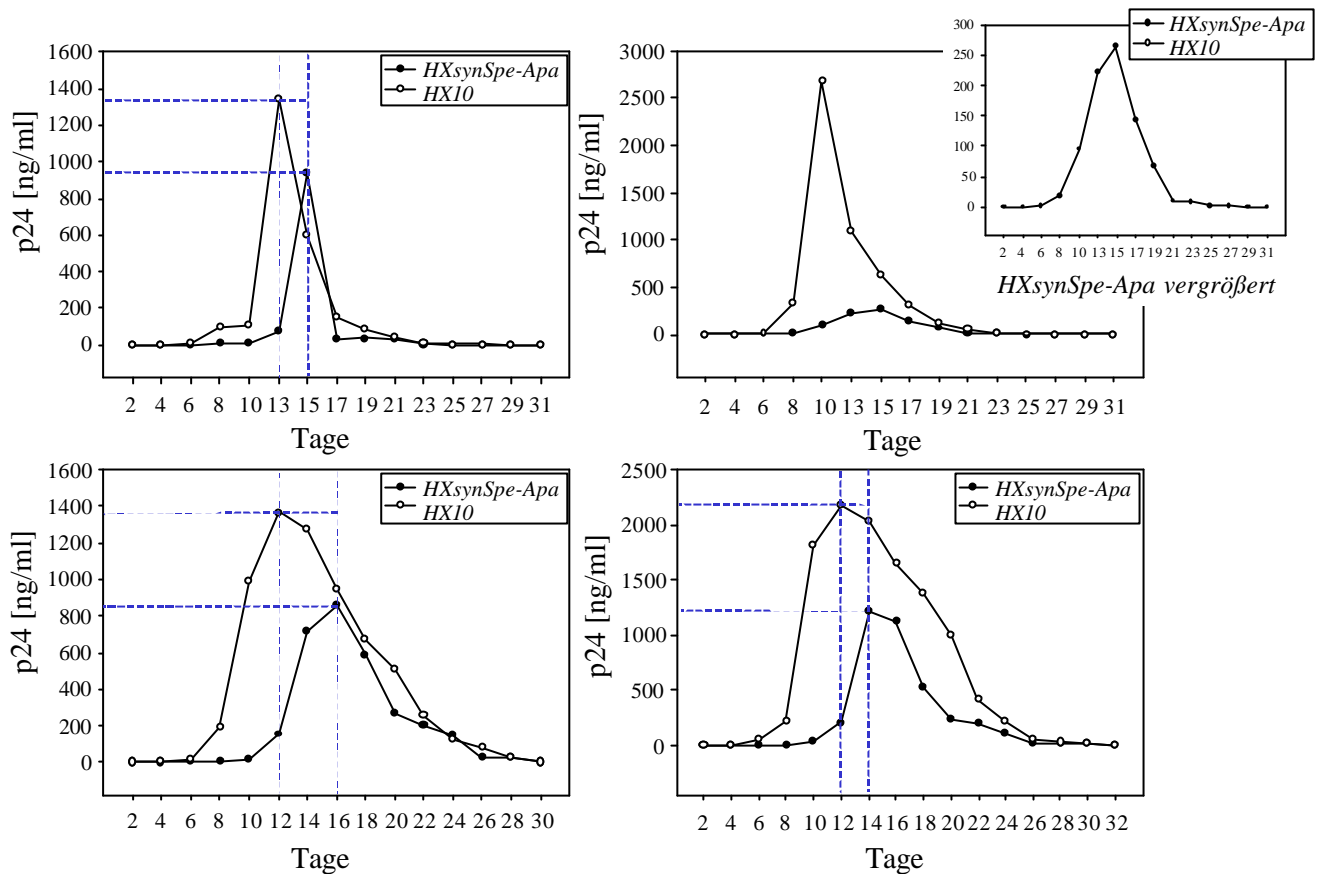 1600
1400
1200
1000
800
600
400
200
0
p24 [ng/ml]
HXsynSpe-Apa
HX10
2 4 6 8 10 13 15 17 19 21 23 25 27 29 31
Tage
3000
2500
2000
1500
1000
500
0
p24 [ng/ml]
2 4 6 8 10 13 15 17 19 21 23 25 27 29 31
Tage
HXsynSpe-Apa
HX10
300
250
200
150
100
50
0
2 4 6 8 10 13 15 17 19 21 23 25 27 29 31
HXsynSpe-Apa vergrößert
1600
1400
1200
1000
800
600
400
200
0
p24 [ng/ml]
HXsynSpe-Apa
HX10
2 4 6 8 10 12 14 16 18 20 22 24 26 28 30
Tage
2500
2000
1500
1000
500
0
p24 [ng/ml]
HXsynSpe-Apa
HX10
2 4 6 8 10 12 14 16 18 20 22 24 26 28 30 32
Tage